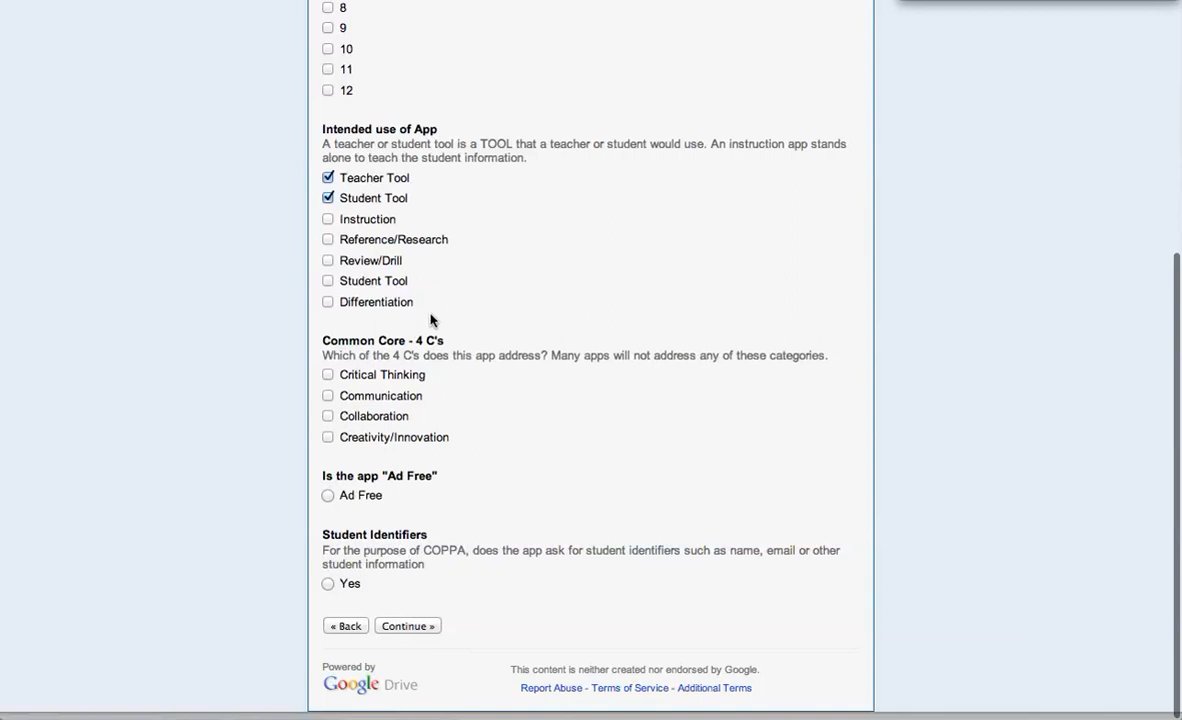 8
9
10
11
12
Intended use of App
A teacher or student tool is a TOOL that a teacher or student would use. An instruction app stands
alone to teach the student information.
Teacher Tool
Student Tool
Instruction
Reference/Research
Review/Drill
Student Tool
Differentiation
Common Core - 4 C's
Which of the 4 C's does this app address? Many apps will not address any of these categories.
Critical Thinking
Communication
Collaboration
Creativity/Innovation
Is the app "Ad Free"
Ad Free
Student Identifiers
For the purpose of COPPA, does the app ask for student identifiers such as name, email or other
student information
Yes
« Back Continue »
Powered by
Google Drive
This content is neither created nor endorsed by Google.
Report Abuse - Terms of Service - Additional Terms